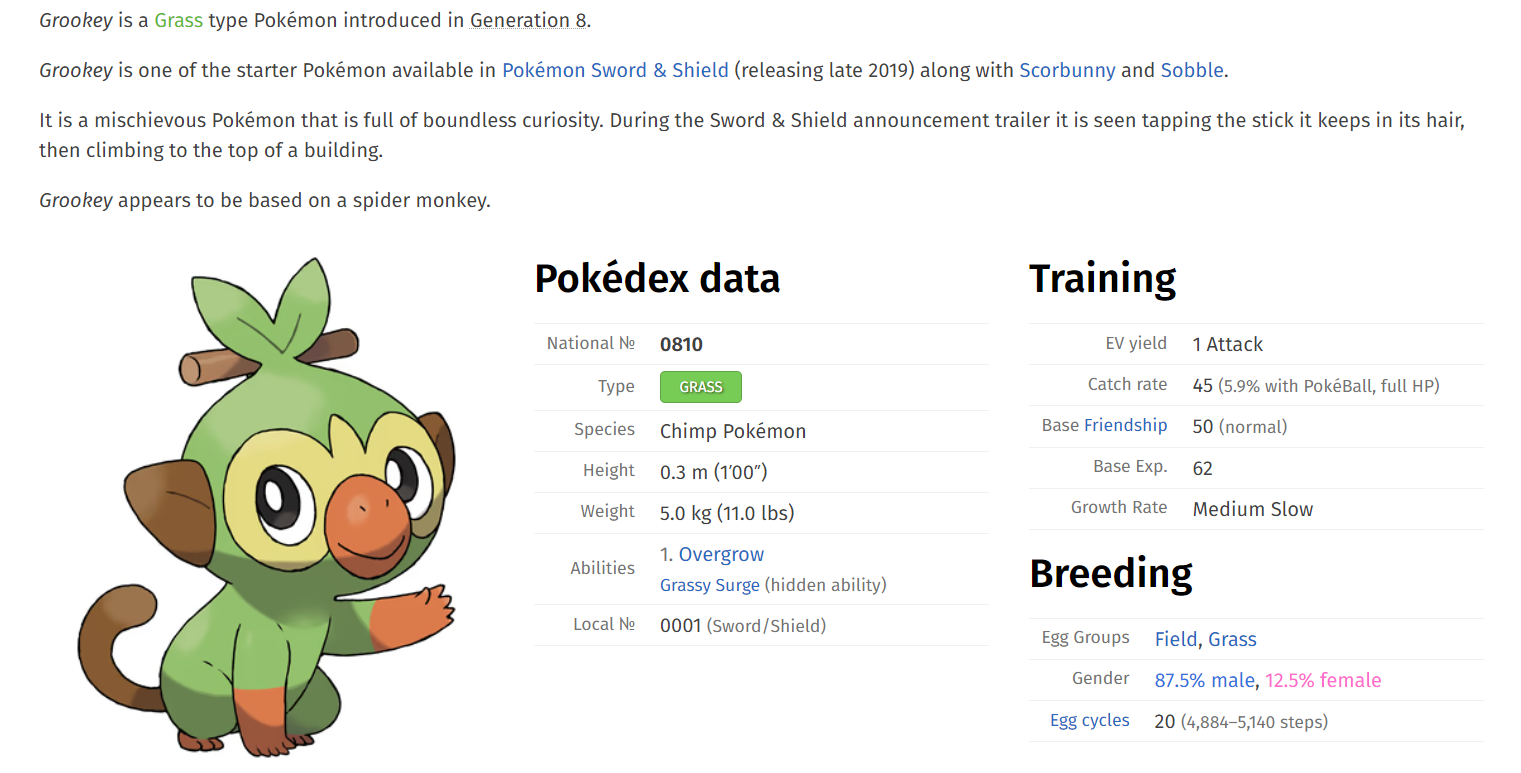 Grookey is a Grass type Pokémon introduced in Generation 8.
Grookey is one of the starter Pokémon available in Pokémon Sword & Shield (releasing late 2019) along with Scorbunny and Sobble.
It is a mischievous Pokémon that is full of boundless curiosity. During the Sword & Shield announcement trailer it is seen tapping the stick it keeps in its hair,
then climbing to the top of a building.
Grookey appears to be based on a spider monkey.
Pokédex data
National № 0810
Type GRASS
Species Chimp Pokémon
Height 0.3 m (1′00″)
Weight 5.0 kg (11.0 lbs)
Abilities 1. Overgrow
Grassy Surge (hidden ability)
Local № 0001 (Sword/Shield)
Training
EV yield 1 Attack
Catch rate 45 (5.9% with PokéBall, full HP)
Base Friendship 50 (normal)
Base Exp. 62
Growth Rate Medium Slow
Breeding
Egg Groups Field, Grass
Gender 87.5% male, 12.5% female
Egg cycles 20 (4,884–5,140 steps)